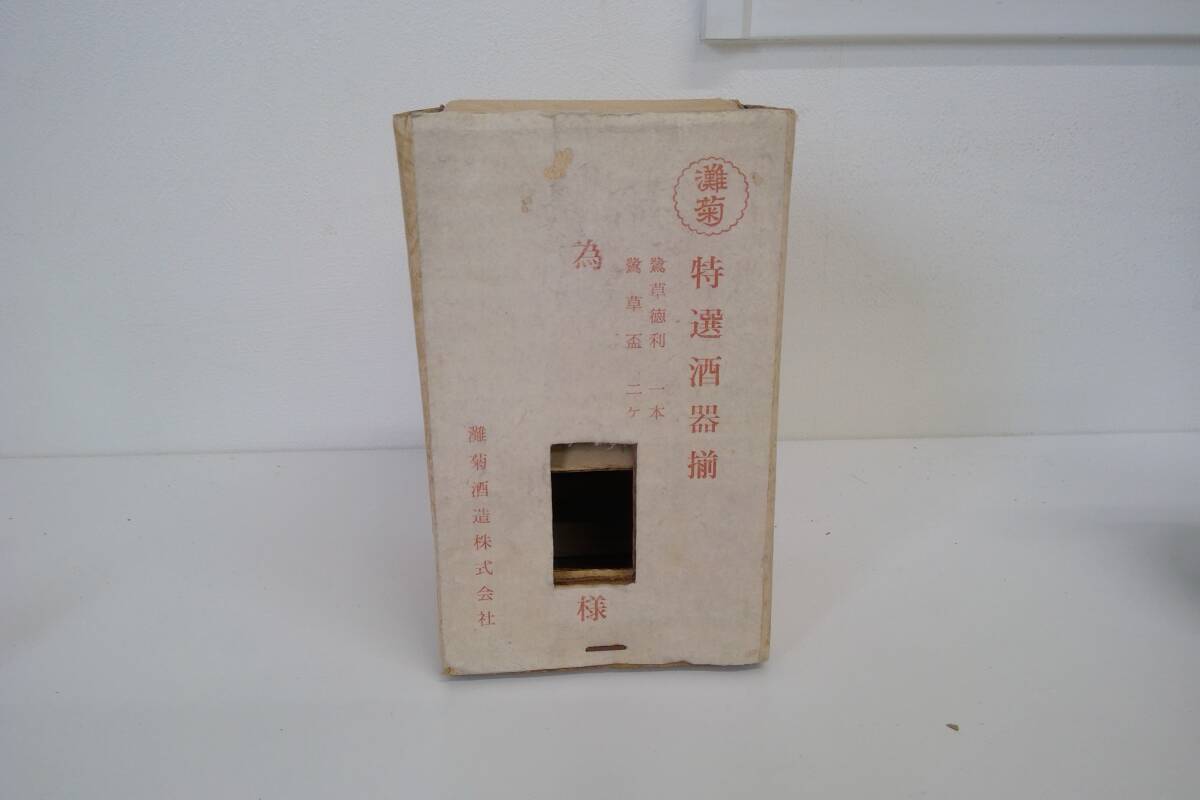 灘菊
特選酒器揃
鷺草徳利 一本
鷺草盃 二ケ
為
様
灘菊酒造株式会社